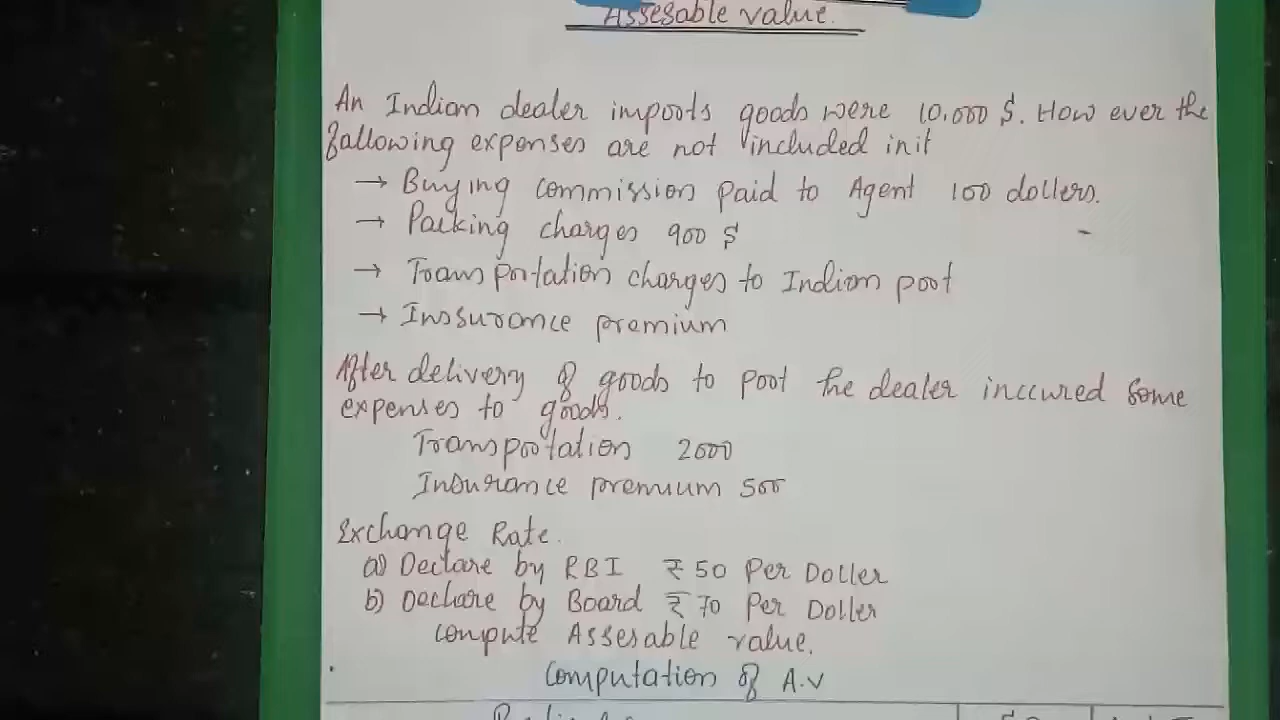 Assesable value.
An Indian dealer imports goods were 10,000 $. How ever the
fallowing expenses are not included init
→ Buying commission paid to Agent 100 dollers.
→ Packing charges 900 $
→ Transportation charges to Indian port
→ Inssurance premium
After delivery of goods to port the dealer inccured some
expenses to goods.
Transportation 2000
Insurance premium 500
Exchange Rate.
a) Declare by RBI ₹ 50 Per Doller
b) Declare by Board ₹ 70 Per Doller
compute Assesable value.
Computation of A.V